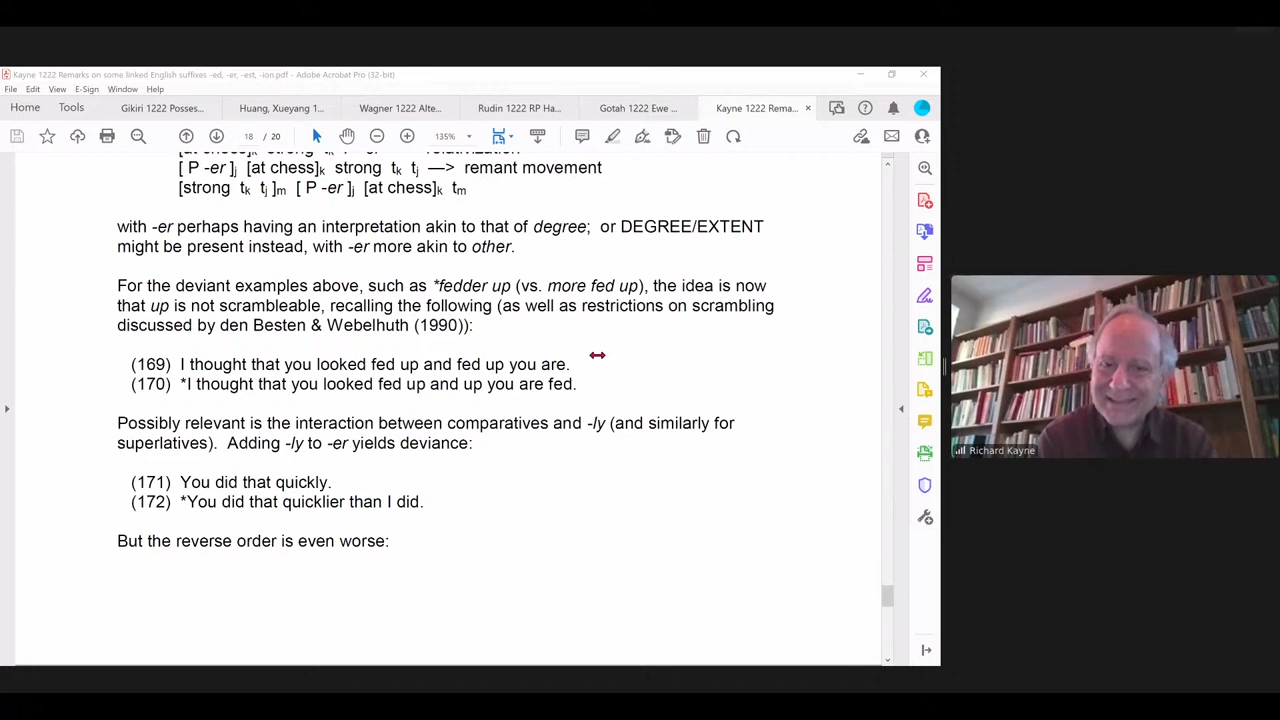 Kayne 1222 Remarks on some linked English suffixes -ed, -er, -est, -ion.pdf - Adobe Acrobat Pro (32-bit)
File Edit View E-Sign Window Help
Home Tools Gikiri 1222 Posses... Huang, Xueyang 1... Wagner 1222 Alte... Rudin 1222 RP Ha... Gotah 1222 Ewe ... Kayne 1222 Rema... ×
18 / 20 135%
[ P -er ]j [at chess]k strong tk tj —> remant movement
[strong tk tj ]m [ P -er ]j [at chess]k tm
with -er perhaps having an interpretation akin to that of degree; or DEGREE/EXTENT
might be present instead, with -er more akin to other.
For the deviant examples above, such as *fedder up (vs. more fed up), the idea is now
that up is not scrambleable, recalling the following (as well as restrictions on scrambling
discussed by den Besten & Webelhuth (1990)):
(169) I thought that you looked fed up and fed up you are.
(170) *I thought that you looked fed up and up you are fed.
Possibly relevant is the interaction between comparatives and -ly (and similarly for
superlatives). Adding -ly to -er yields deviance:
(171) You did that quickly.
(172) *You did that quicklier than I did.
But the reverse order is even worse:
Richard Kayne